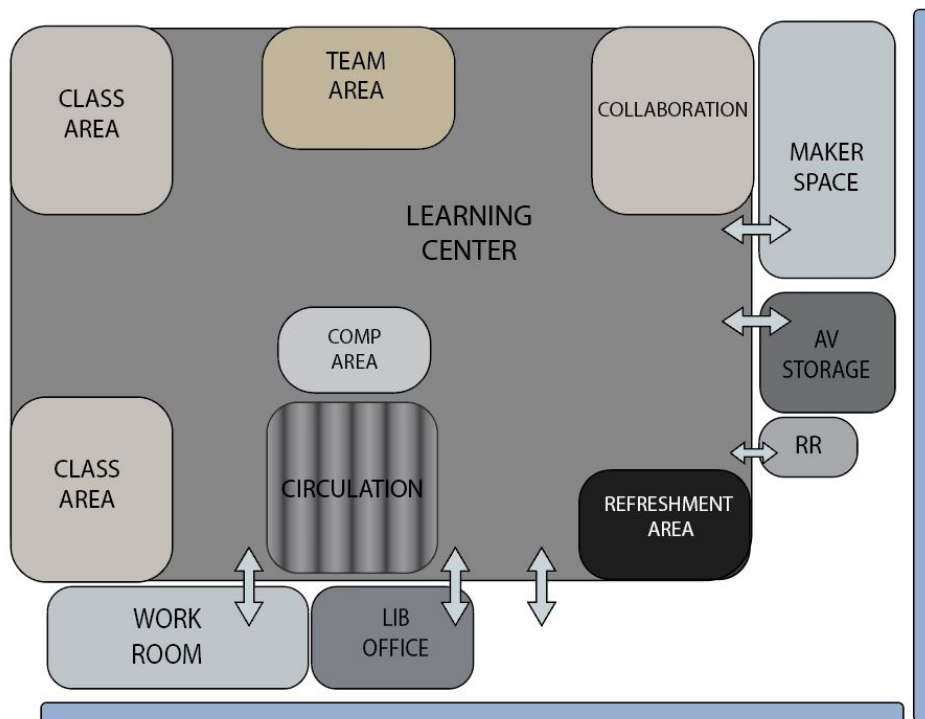 CLASS
AREA
TEAM
AREA
COLLABORATION
MAKER
SPACE
LEARNING
CENTER
COMP
AREA
AV
STORAGE
CLASS
AREA
CIRCULATION
RR
REFRESHMENT
AREA
WORK
ROOM
LIB
OFFICE